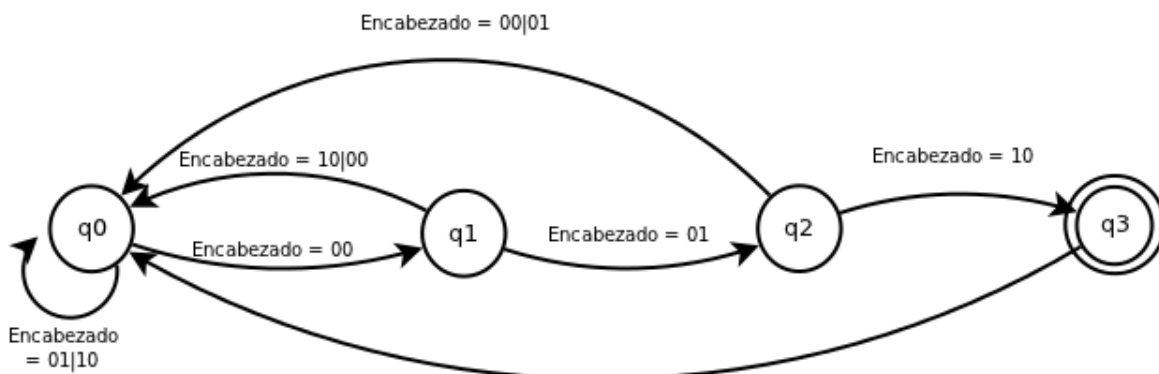 Encabezado = 00|01
Encabezado = 10|00
Encabezado = 10
q0
q1
q2
q3
Encabezado = 00
Encabezado = 01
Encabezado
= 01|10